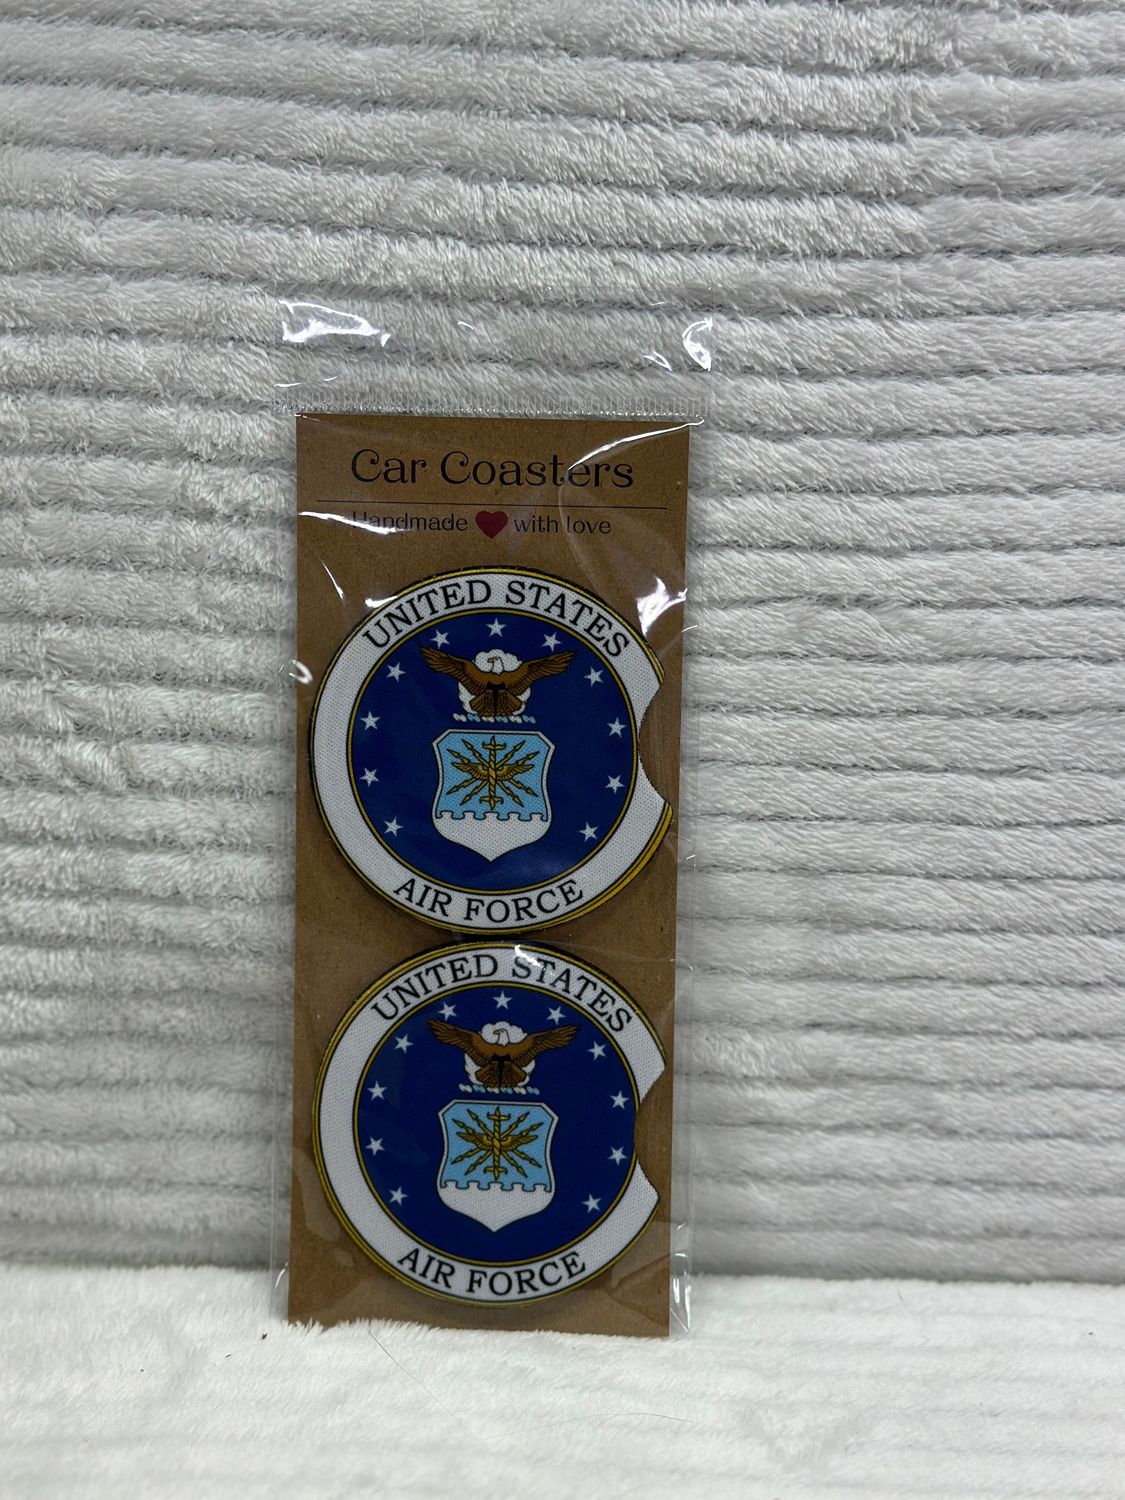 Car Coasters
Handmade ❤ with love
UNITED STATES
AIR FORCE
UNITED STATES
AIR FORCE